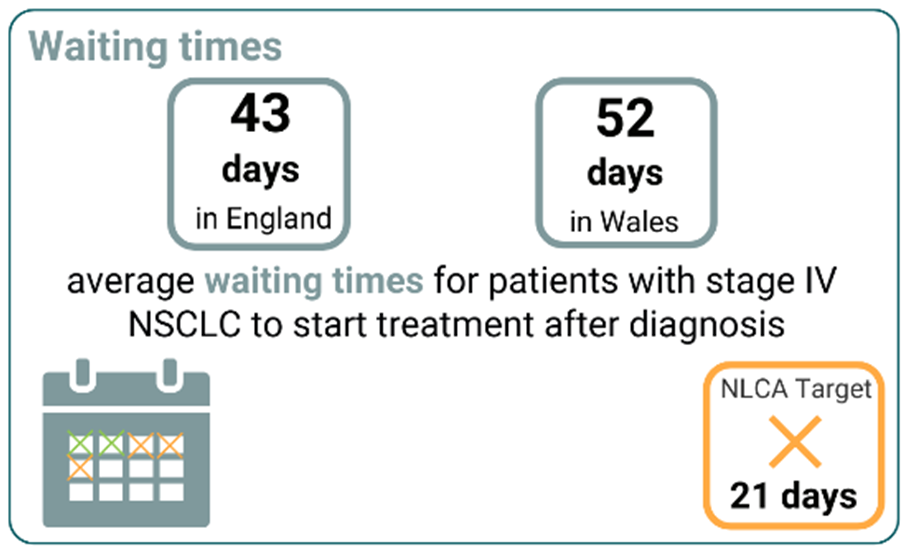 Waiting times
43
days
in England
52
days
in Wales
average waiting times for patients with stage IV
NSCLC to start treatment after diagnosis
NLCA Target
21 days